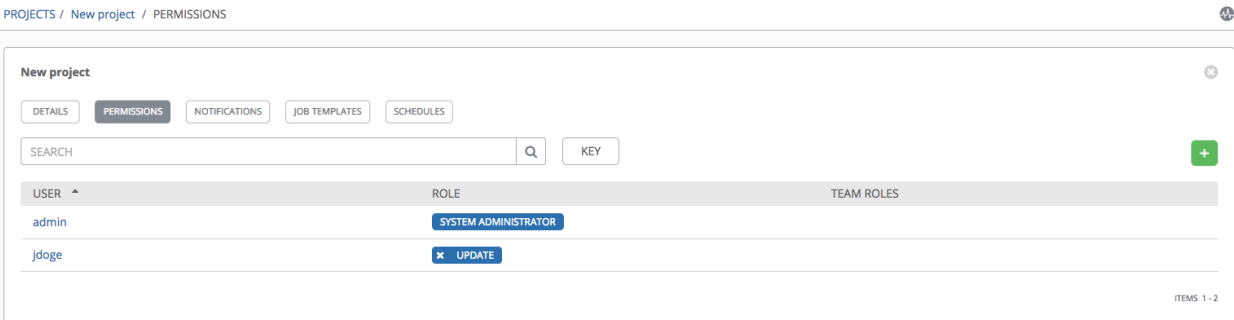 PROJECTS / New project / PERMISSIONS
New project
DETAILS PERMISSIONS NOTIFICATIONS JOB TEMPLATES SCHEDULES
SEARCH KEY +
USER ROLE TEAM ROLES
admin SYSTEM ADMINISTRATOR
jdoge × UPDATE
ITEMS 1 - 2